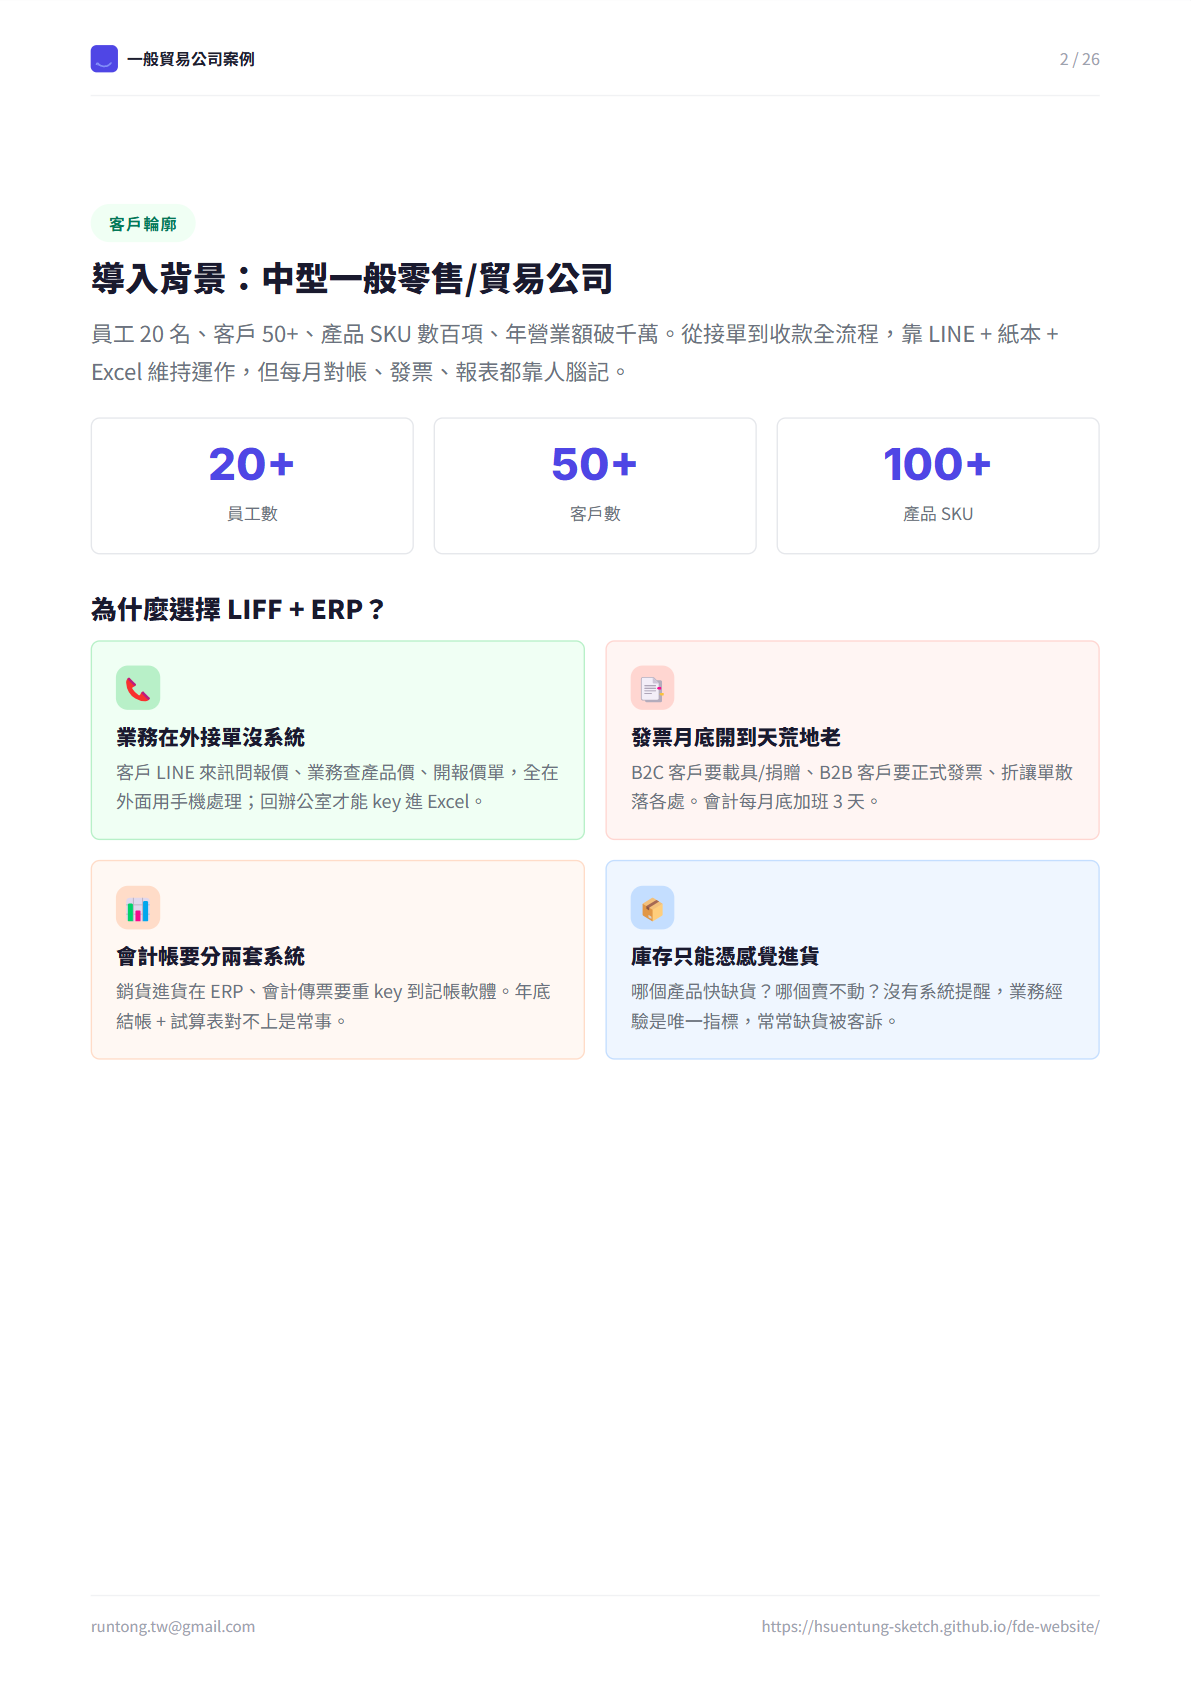 一般貿易公司案例
2 / 26
客戶輪廓
導入背景：中型一般零售/貿易公司
員工 20 名、客戶 50+、產品 SKU 數百項、年營業額破千萬。從接單到收款全流程，靠 LINE + 紙本 +
Excel 維持運作，但每月對帳、發票、報表都靠人腦記。
20+
員工數
50+
客戶數
100+
產品 SKU
為什麼選擇 LIFF + ERP？
業務在外接單沒系統
客戶 LINE 來訊問報價、業務查產品價、開報價單，全在
外面用手機處理；回辦公室才能 key 進 Excel。
發票月底開到天荒地老
B2C 客戶要載具/捐贈、B2B 客戶要正式發票、折讓單散
落各處。會計每月底加班 3 天。
會計帳要分兩套系統
銷貨進貨在 ERP、會計傳票要重 key 到記帳軟體。年底
結帳 + 試算表對不上是常事。
庫存只能憑感覺進貨
哪個產品快缺貨？哪個賣不動？沒有系統提醒，業務經
驗是唯一指標，常常缺貨被客訴。
runtong.tw@gmail.com
https://hsuentung-sketch.github.io/fde-website/